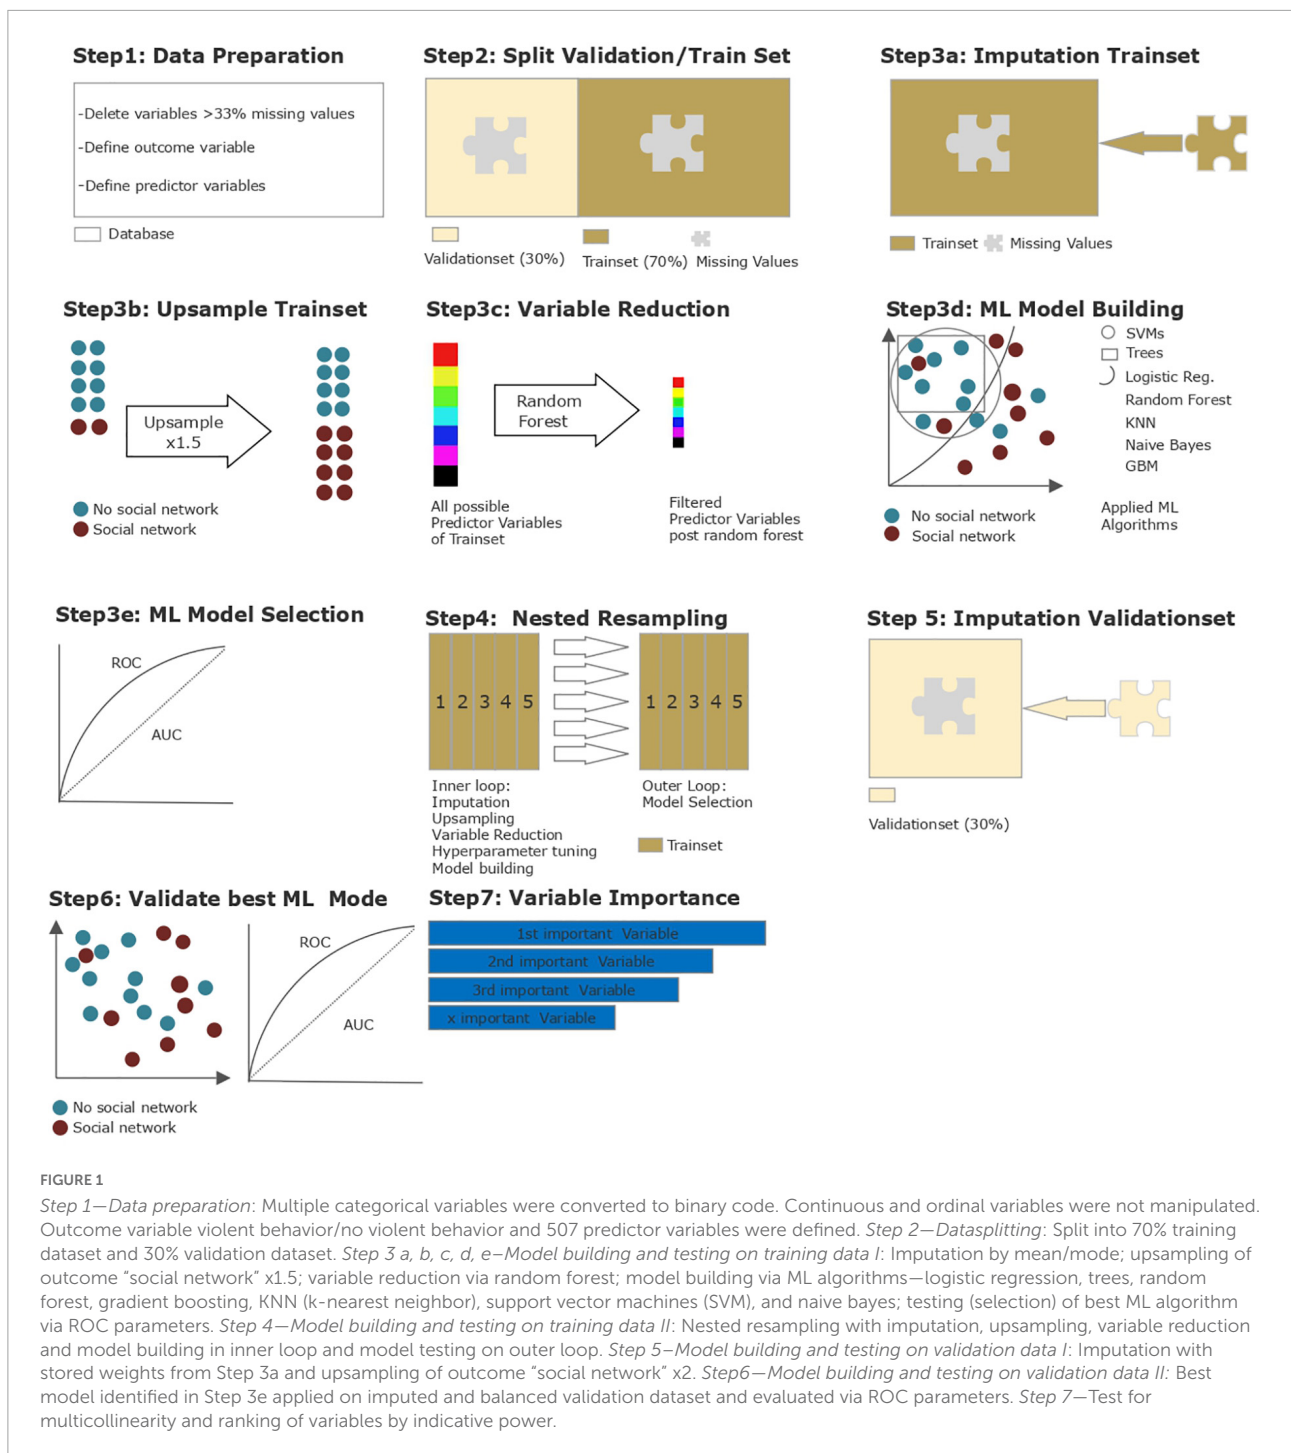 Step1: Data Preparation
-Delete variables >33% missing values
-Define outcome variable
-Define predictor variables
Database
Step2: Split Validation/Train Set
Validationset (30%)
Trainset (70%)
Missing Values
Step3a: Imputation Trainset
Trainset
Missing Values
Step3b: Upsample Trainset
Upsample
x1.5
No social network
Social network
Step3c: Variable Reduction
Random
Forest
All possible
Predictor Variables
of Trainset
Filtered
Predictor Variables
post random forest
Step3d: ML Model Building
SVMs
Trees
Logistic Reg.
Random Forest
KNN
Naive Bayes
GBM
Applied ML
Algorithms
No social network
Social network
Step3e: ML Model Selection
ROC
AUC
Step4: Nested Resampling
1 2 3 4 5
1 2 3 4 5
Inner loop:
Imputation
Upsampling
Variable Reduction
Hyperparameter tuning
Model building
Outer Loop:
Model Selection
Trainset
Step 5: Imputation Validationset
Validationset (30%)
Step6: Validate best ML Mode
ROC
AUC
No social network
Social network
Step7: Variable Importance
1st important Variable
2nd important Variable
3rd important Variable
x important Variable
FIGURE 1
Step 1—Data preparation: Multiple categorical variables were converted to binary code. Continuous and ordinal variables were not manipulated.
Outcome variable violent behavior/no violent behavior and 507 predictor variables were defined. Step 2—Datasplitting: Split into 70% training
dataset and 30% validation dataset. Step 3 a, b, c, d, e–Model building and testing on training data I: Imputation by mean/mode; upsampling of
outcome “social network” x1.5; variable reduction via random forest; model building via ML algorithms—logistic regression, trees, random
forest, gradient boosting, KNN (k-nearest neighbor), support vector machines (SVM), and naive bayes; testing (selection) of best ML algorithm
via ROC parameters. Step 4—Model building and testing on training data II: Nested resampling with imputation, upsampling, variable reduction
and model building in inner loop and model testing on outer loop. Step 5–Model building and testing on validation data I: Imputation with
stored weights from Step 3a and upsampling of outcome “social network” x2. Step6—Model building and testing on validation data II: Best
model identified in Step 3e applied on imputed and balanced validation dataset and evaluated via ROC parameters. Step 7—Test for
multicollinearity and ranking of variables by indicative power.